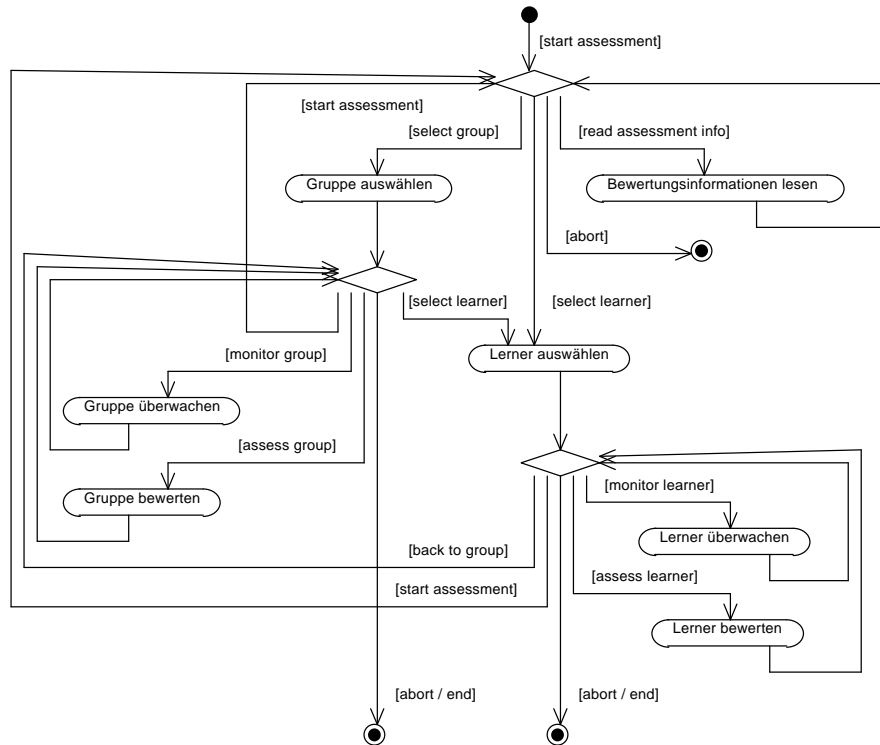 [start assessment]
[start assessment]
[select group]
[read assessment info]
Gruppe auswählen
Bewertungsinformationen lesen
[abort]
[select learner]
[select learner]
[monitor group]
Lerner auswählen
Gruppe überwachen
[assess group]
[monitor learner]
Gruppe bewerten
Lerner überwachen
[back to group]
[assess learner]
[start assessment]
Lerner bewerten
[abort / end]
[abort / end]